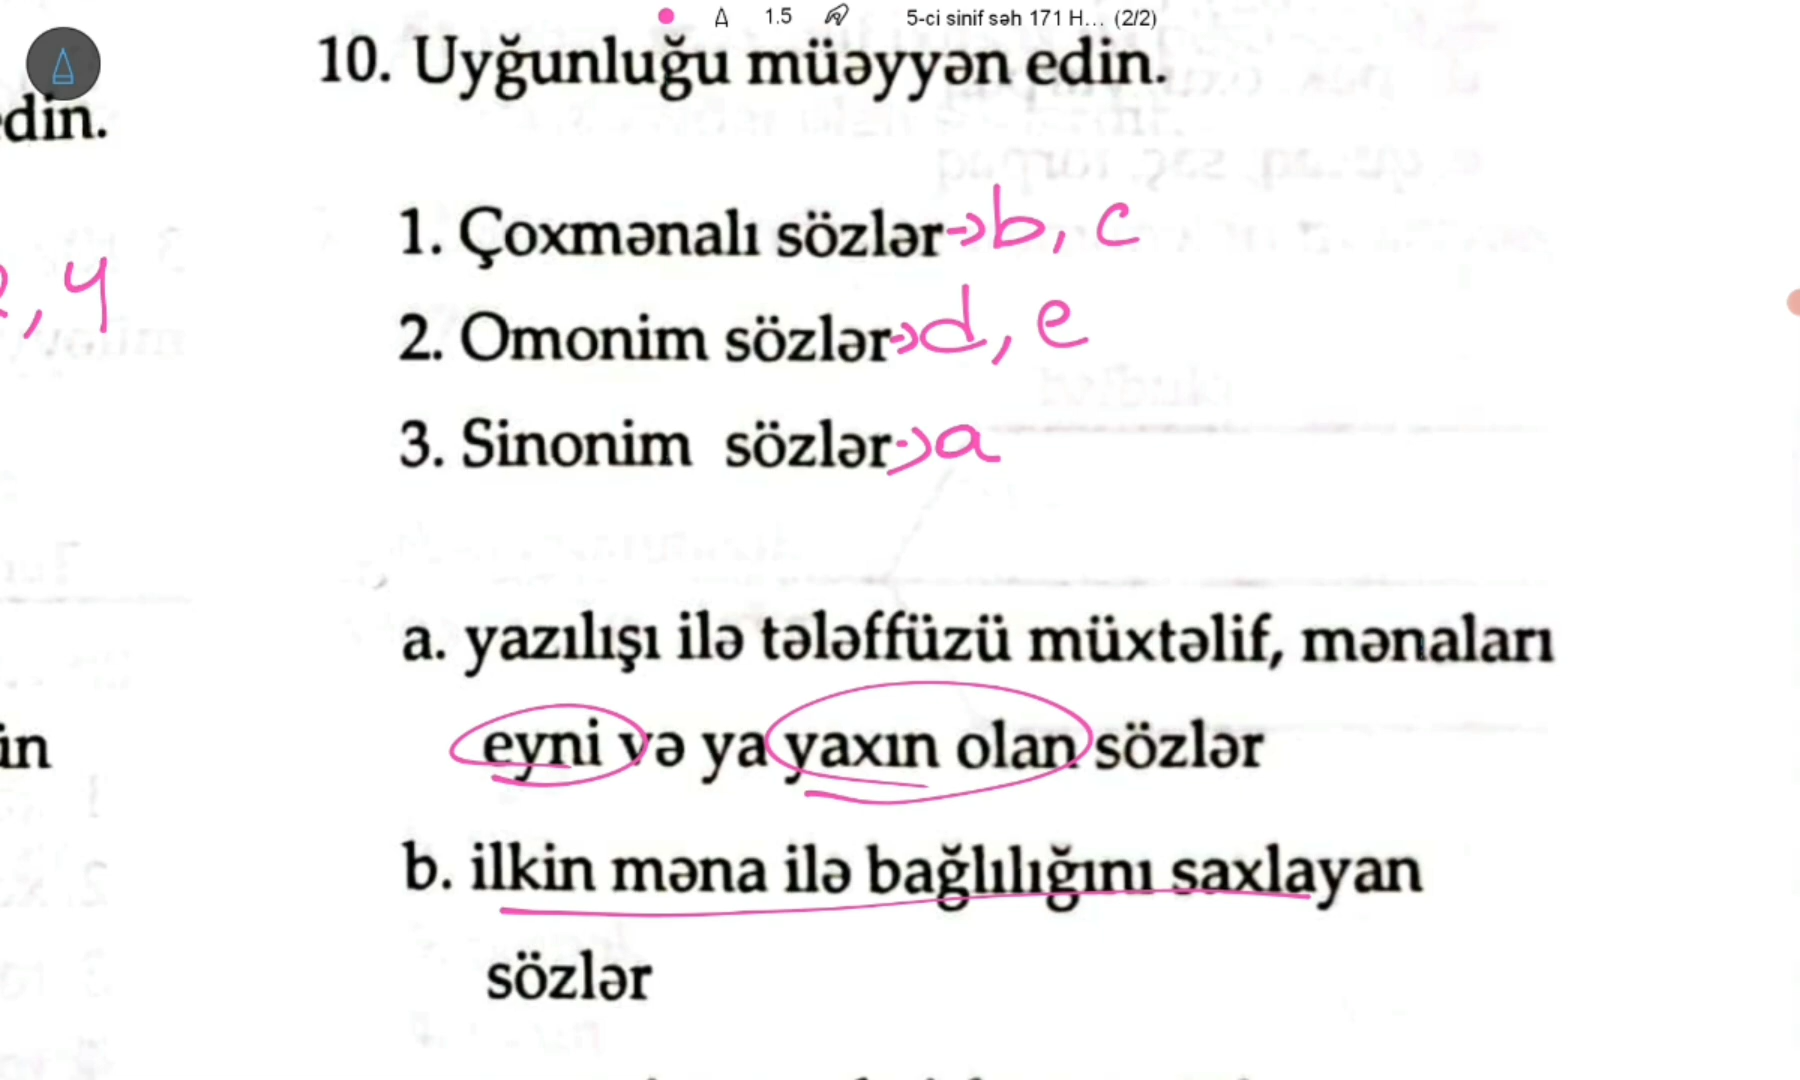 1.5 5-ci sinif səh 171 H... (2/2)
10. Uyğunluğu müəyyən edin.
edin.
1. Çoxmənalı sözlər→b, c
, 4
2. Omonim sözlər→d, e
3. Sinonim sözlər→a
a. yazılışı ilə tələffüzü müxtəlif, mənaları
eyni və ya yaxın olan sözlər
b. ilkin məna ilə bağlılığını saxlayan
sözlər